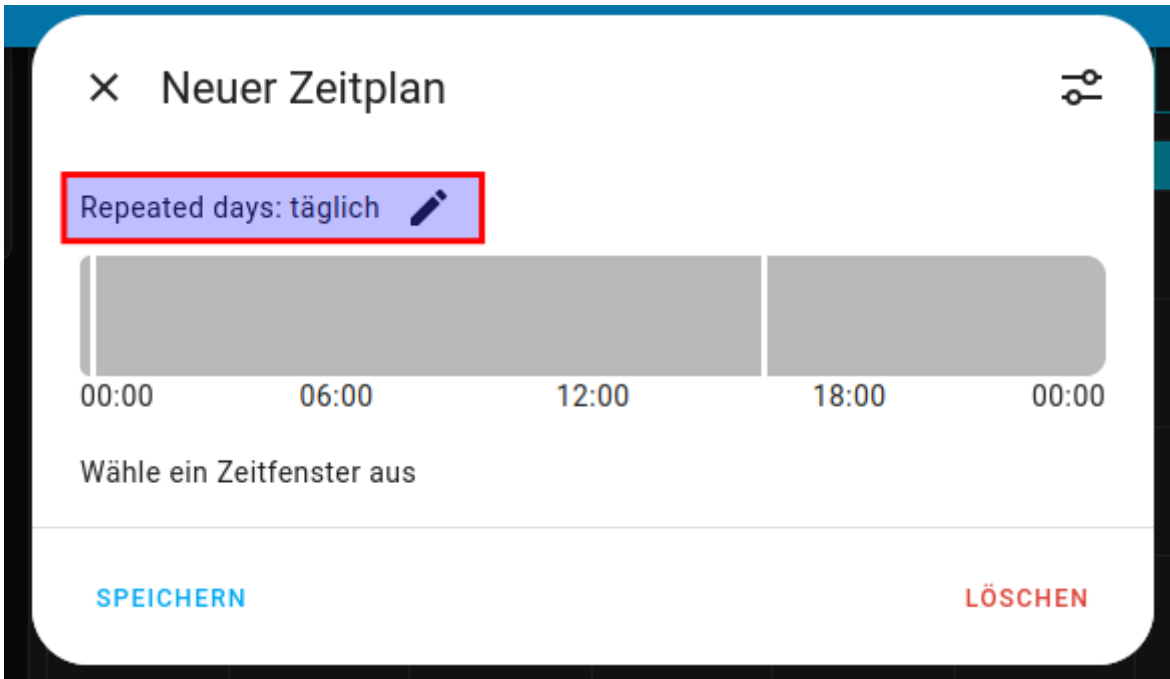 Neuer Zeitplan
Repeated days: täglich
00:00 06:00 12:00 18:00 00:00
Wähle ein Zeitfenster aus
SPEICHERN LÖSCHEN